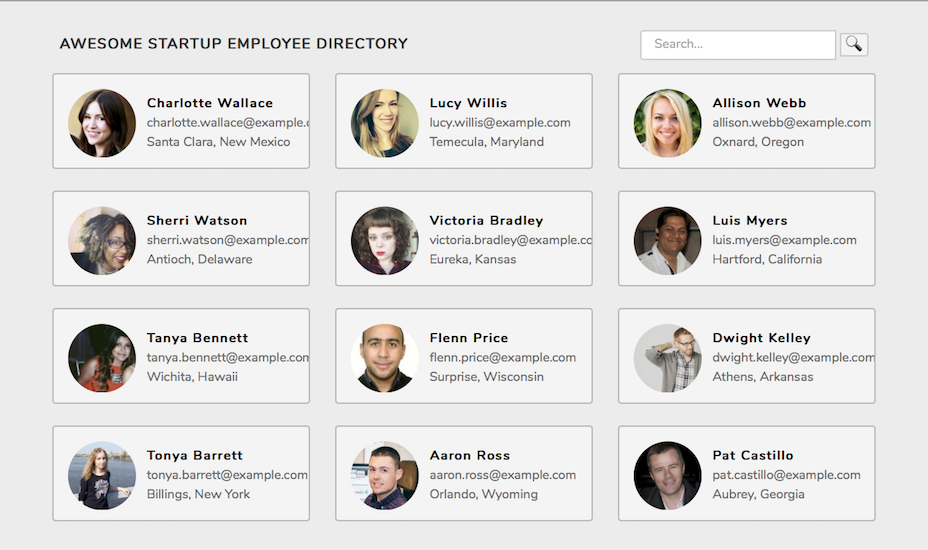 AWESOME STARTUP EMPLOYEE DIRECTORY
Search...
Charlotte Wallace
charlotte.wallace@example.c
Santa Clara, New Mexico
Lucy Willis
lucy.willis@example.com
Temecula, Maryland
Allison Webb
allison.webb@example.com
Oxnard, Oregon
Sherri Watson
sherri.watson@example.com
Antioch, Delaware
Victoria Bradley
victoria.bradley@example.co
Eureka, Kansas
Luis Myers
luis.myers@example.com
Hartford, California
Tanya Bennett
tanya.bennett@example.com
Wichita, Hawaii
Flenn Price
flenn.price@example.com
Surprise, Wisconsin
Dwight Kelley
dwight.kelley@example.com
Athens, Arkansas
Tonya Barrett
tonya.barrett@example.com
Billings, New York
Aaron Ross
aaron.ross@example.com
Orlando, Wyoming
Pat Castillo
pat.castillo@example.com
Aubrey, Georgia